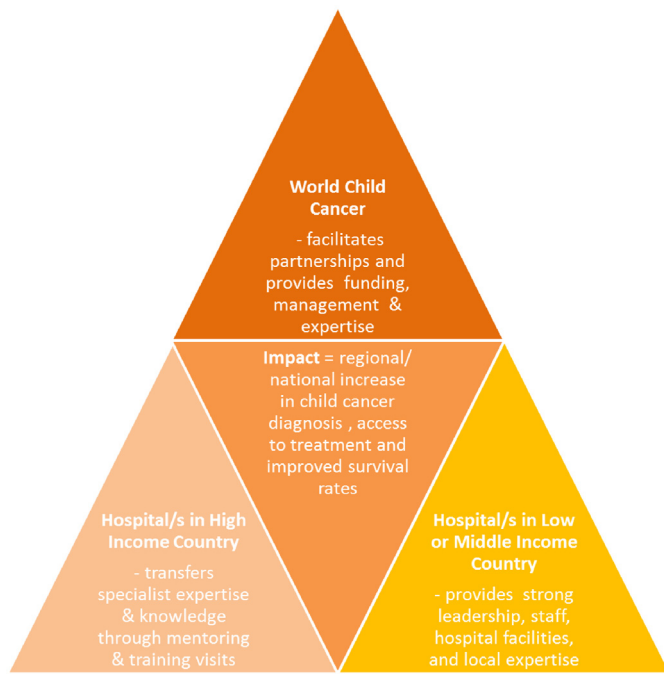 World Child
Cancer
- facilitates
partnerships and
provides funding,
management &
expertise
Impact = regional/
national increase
in child cancer
diagnosis , access
to treatment and
improved survival
rates
Hospital/s in High
Income Country
- transfers
specialist expertise
& knowledge
through mentoring
& training visits
Hospital/s in Low
or Middle Income
Country
- provides strong
leadership, staff,
hospital facilities,
and local expertise